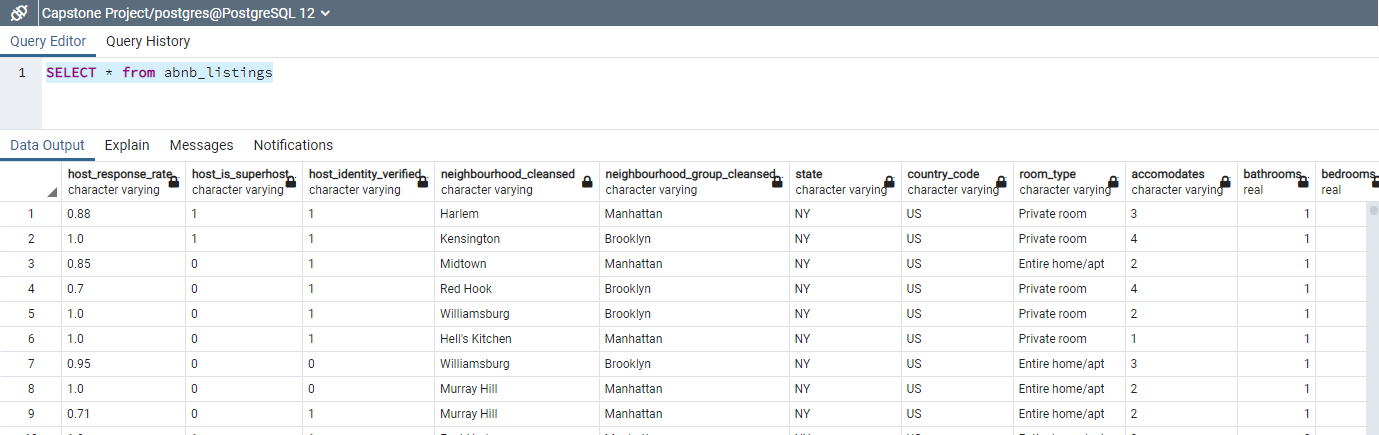 Capstone Project/postgres@PostgreSQL 12
Query Editor Query History
1 SELECT * from abnb_listings
Data Output Explain Messages Notifications
host_response_rate host_is_superhost host_identity_verified neighbourhood_cleansed neighbourhood_group_cleansed state country_code room_type accomodates bathrooms bedrooms
character varying character varying character varying character varying character varying character varying character varying character varying character varying real real
1 0.88 1 1 Harlem Manhattan NY US Private room 3 1
2 1.0 1 1 Kensington Brooklyn NY US Private room 4 1
3 0.85 0 1 Midtown Manhattan NY US Entire home/apt 2 1
4 0.7 0 1 Red Hook Brooklyn NY US Private room 4 1
5 1.0 0 1 Williamsburg Brooklyn NY US Private room 2 1
6 1.0 0 1 Hell's Kitchen Manhattan NY US Private room 1 1
7 0.95 0 0 Williamsburg Brooklyn NY US Entire home/apt 3 1
8 1.0 0 0 Murray Hill Manhattan NY US Entire home/apt 2 1
9 0.71 0 1 Murray Hill Manhattan NY US Entire home/apt 2 1